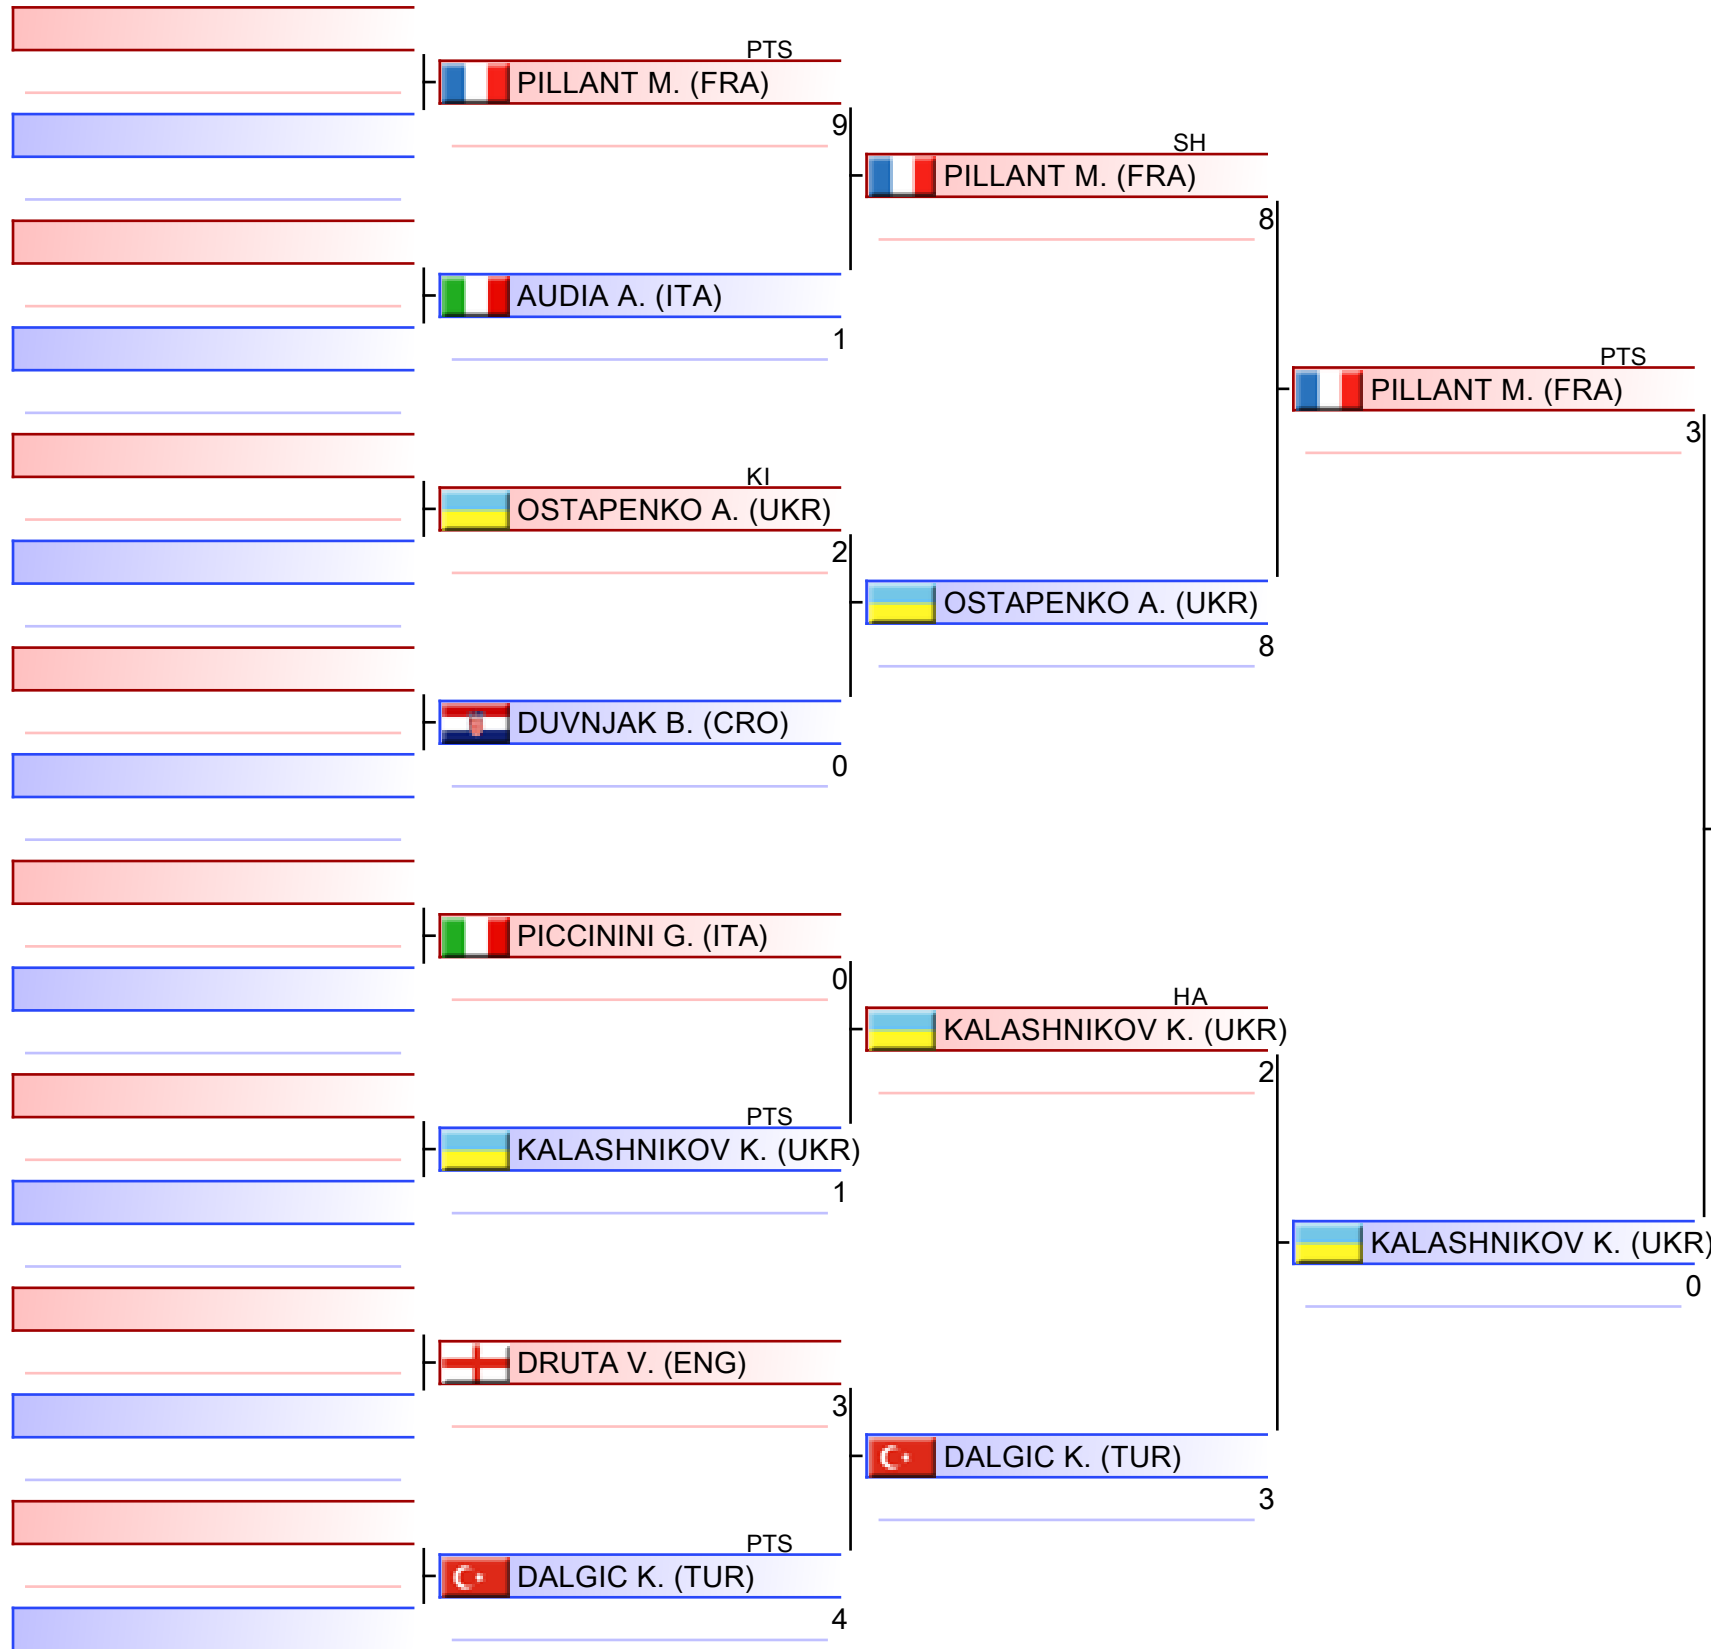 PTS
PILLANT M. (FRA)
9
AUDIA A. (ITA)
1
KI
OSTAPENKO A. (UKR)
2
DUVNJAK B. (CRO)
0
PICCININI G. (ITA)
0
PTS
KALASHNIKOV K. (UKR)
1
DRUTA V. (ENG)
3
PTS
DALGIC K. (TUR)
4
SH
PILLANT M. (FRA)
8
OSTAPENKO A. (UKR)
8
HA
KALASHNIKOV K. (UKR)
2
DALGIC K. (TUR)
3
PTS
PILLANT M. (FRA)
3
KALASHNIKOV K. (UKR)
0